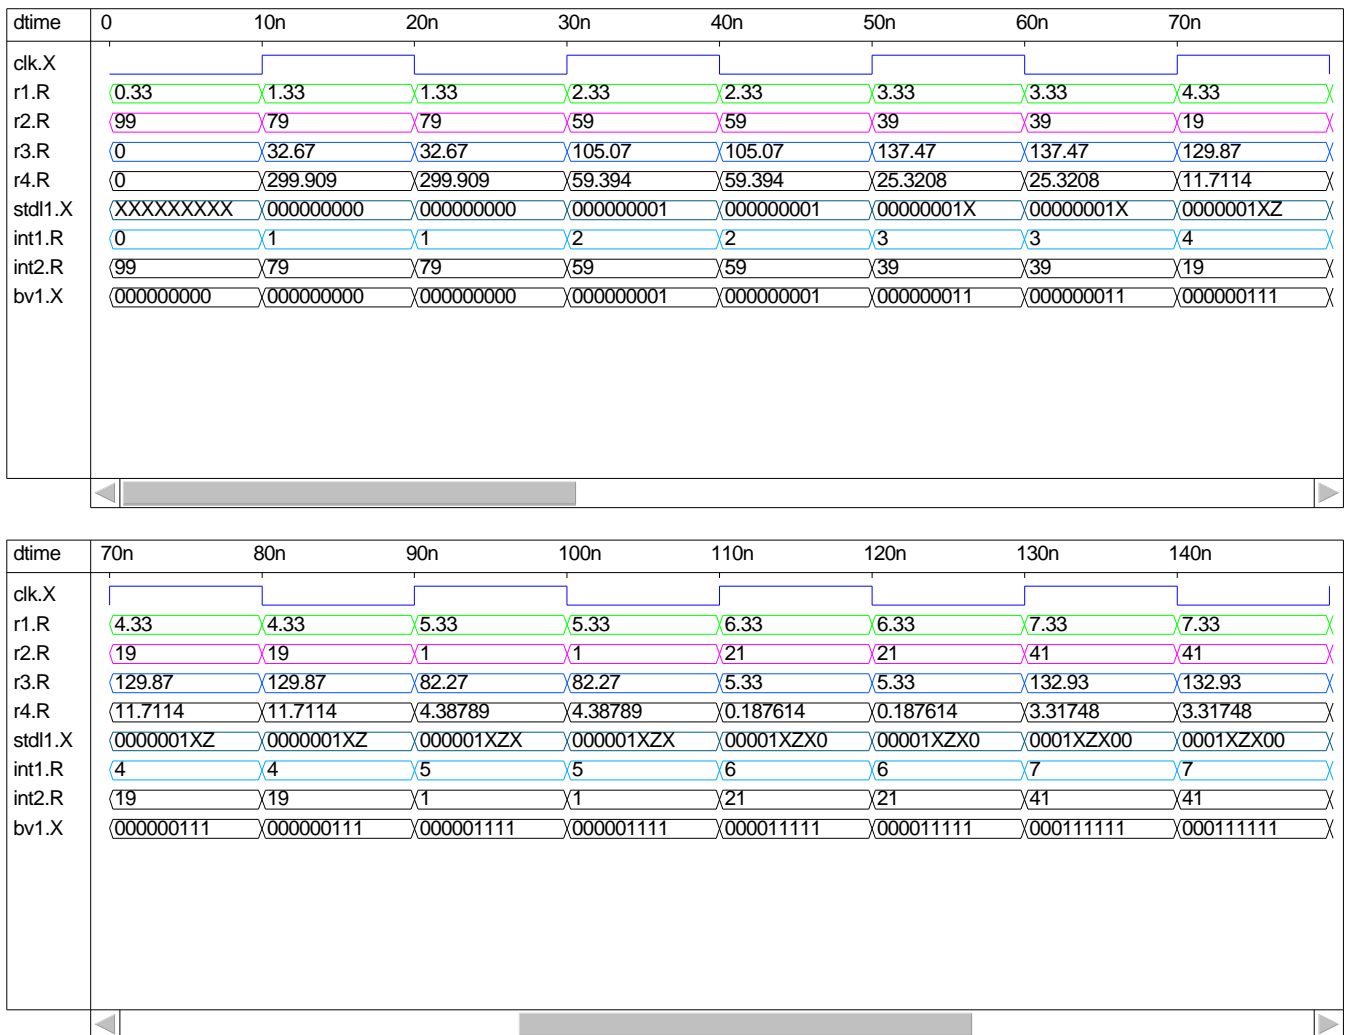 dtime 0 10n 20n 30n 40n 50n 60n 70n
clk.X
r1.R 0.33 1.33 1.33 2.33 2.33 3.33 3.33 4.33
r2.R 99 79 79 59 59 39 39 19
r3.R 0 32.67 32.67 105.07 105.07 137.47 137.47 129.87
r4.R 0 299.909 299.909 59.394 59.394 25.3208 25.3208 11.7114
stdl1.X XXXXXXXXX 000000000 000000000 000000001 000000001 00000001X 00000001X 0000001XZ
int1.R 0 1 1 2 2 3 3 4
int2.R 99 79 79 59 59 39 39 19
bv1.X 000000000 000000000 000000000 000000001 000000001 000000011 000000011 000000111
dtime 70n 80n 90n 100n 110n 120n 130n 140n
clk.X
r1.R 4.33 4.33 5.33 5.33 6.33 6.33 7.33 7.33
r2.R 19 19 1 1 21 21 41 41
r3.R 129.87 129.87 82.27 82.27 5.33 5.33 132.93 132.93
r4.R 11.7114 11.7114 4.38789 4.38789 0.187614 0.187614 3.31748 3.31748
stdl1.X 0000001XZ 0000001XZ 000001XZX 000001XZX 00001XZX0 00001XZX0 0001XZX00 0001XZX00
int1.R 4 4 5 5 6 6 7 7
int2.R 19 19 1 1 21 21 41 41
bv1.X 000000111 000000111 000001111 000001111 000011111 000011111 000111111 000111111